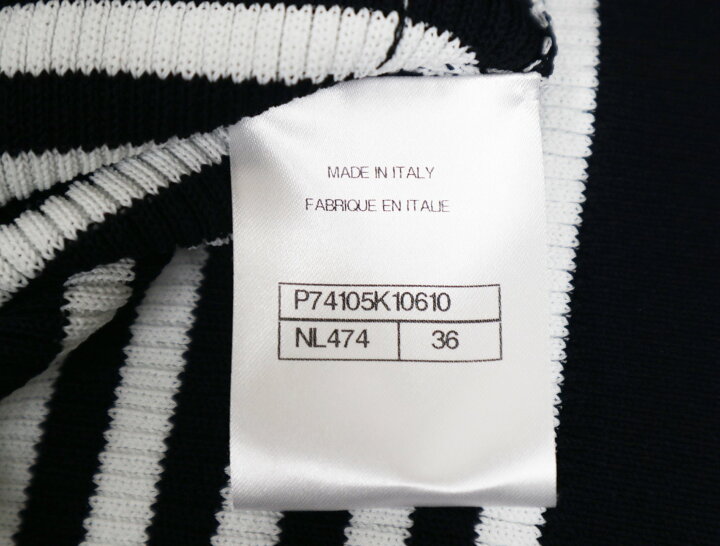 MADE IN ITALY
FABRIQUE EN ITALIE
P74105K10610
NL474 36